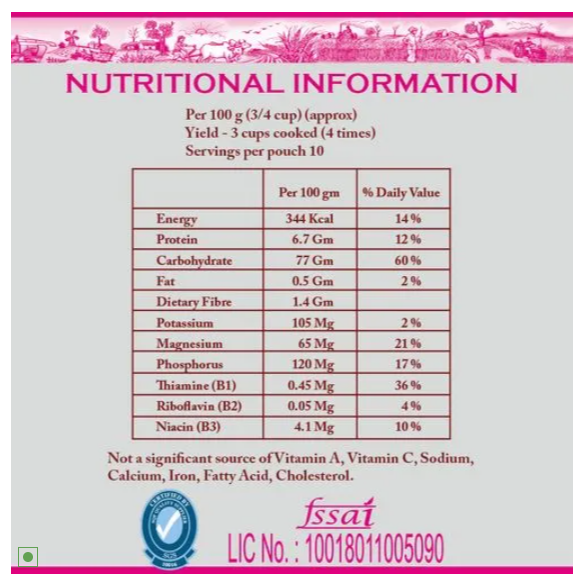 NUTRITIONAL INFORMATION
Per 100 g (3/4 cup) (approx)
Yield - 3 cups cooked (4 times)
Servings per pouch 10
Per 100 gm % Daily Value
Energy 344 Kcal 14 %
Protein 6.7 Gm 12 %
Carbohydrate 77 Gm 60 %
Fat 0.5 Gm 2 %
Dietary Fibre 1.4 Gm
Potassium 105 Mg 2 %
Magnesium 65 Mg 21 %
Phosphorus 120 Mg 17 %
Thiamine (B1) 0.45 Mg 36 %
Riboflavin (B2) 0.05 Mg 4 %
Niacin (B3) 4.1 Mg 10 %
Not a significant source of Vitamin A, Vitamin C, Sodium,
Calcium, Iron, Fatty Acid, Cholesterol.
CERTIFIED BY
fssai
LIC No. : 10018011005090